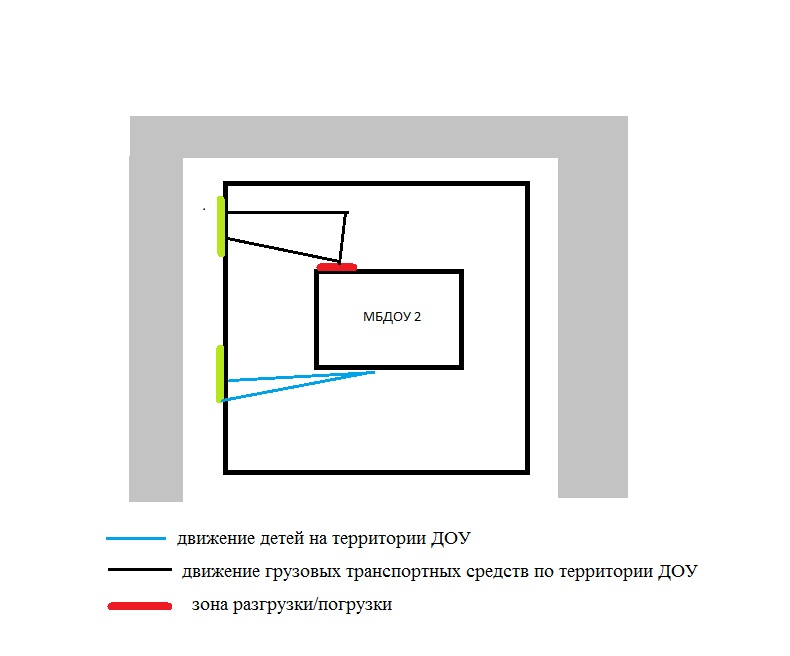 МБДОУ 2
движение детей на территории ДОУ
движение грузовых транспортных средств по территории ДОУ
зона разгрузки/погрузки